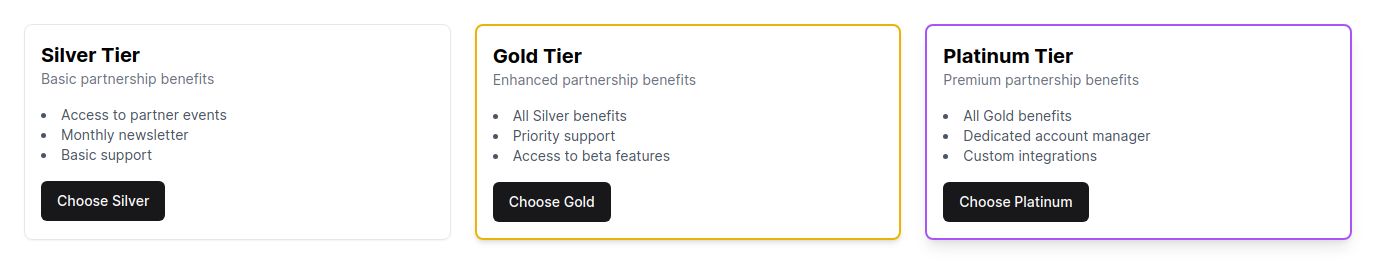 Silver Tier
Basic partnership benefits
Access to partner events
Monthly newsletter
Basic support
Choose Silver
Gold Tier
Enhanced partnership benefits
All Silver benefits
Priority support
Access to beta features
Choose Gold
Platinum Tier
Premium partnership benefits
All Gold benefits
Dedicated account manager
Custom integrations
Choose Platinum